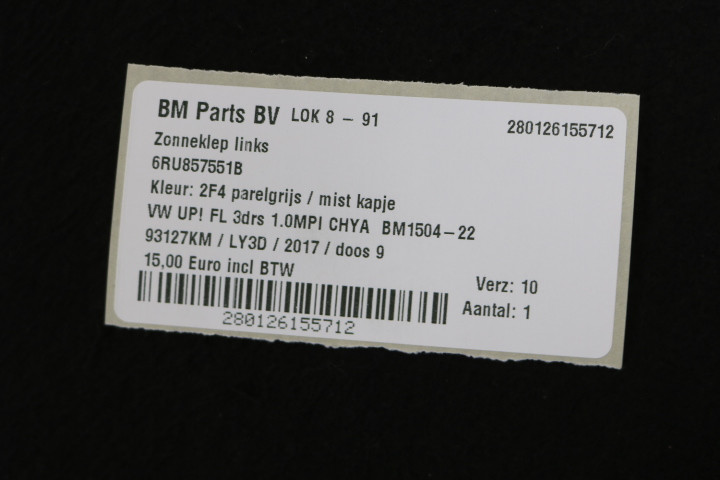 BM Parts BV LOK 8 - 91
280126155712
Zonneklep links
6RU857551B
Kleur: 2F4 parelgrijs / mist kapje
VW UP! FL 3drs 1.0MPI CHYA BM1504-22
93127KM / LY3D / 2017 / doos 9
15,00 Euro incl BTW
Verz: 10
Aantal: 1
280126155712